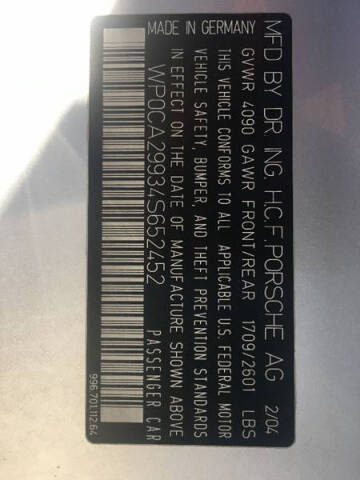 MFD BY DR. ING. H.C.F. PORSCHE AG 2/04
GVWR 4090 GAWR FRONT/REAR 1709/2601 LBS
THIS VEHICLE CONFORMS TO ALL APPLICABLE U.S. FEDERAL MOTOR
VEHICLE SAFETY, BUMPER, AND THEFT PREVENTION STANDARDS
IN EFFECT ON THE DATE OF MANUFACTURE SHOWN ABOVE
WP0CA29934S652452 PASSENGER CAR
MADE IN GERMANY 996.701.112.64